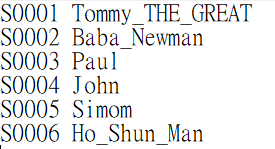 S0001 Tommy_THE_GREAT
S0002 Baba_Newman
S0003 Paul
S0004 John
S0005 Simom
S0006 Ho_Shun_Man